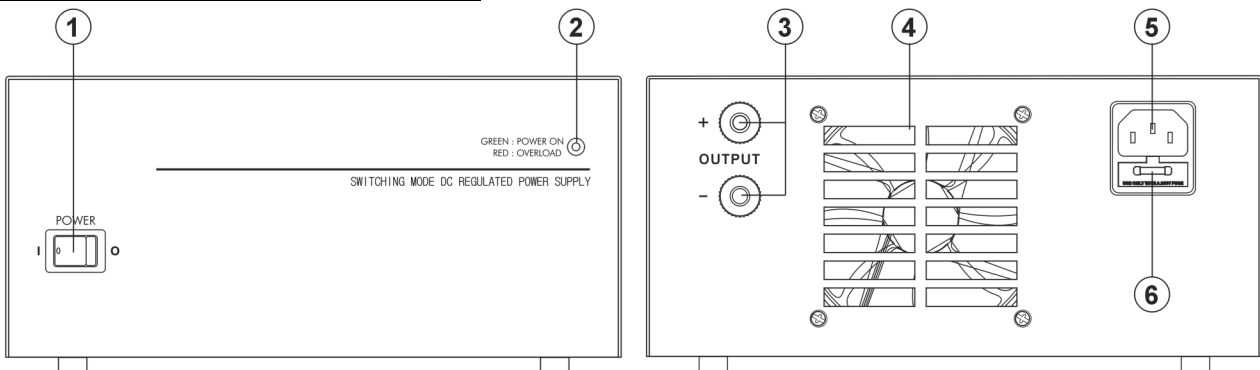 1
2
3
4
5
6
GREEN : POWER ON
RED : OVERLOAD
SWITCHING MODE DC REGULATED POWER SUPPLY
POWER
I O
+
OUTPUT
-